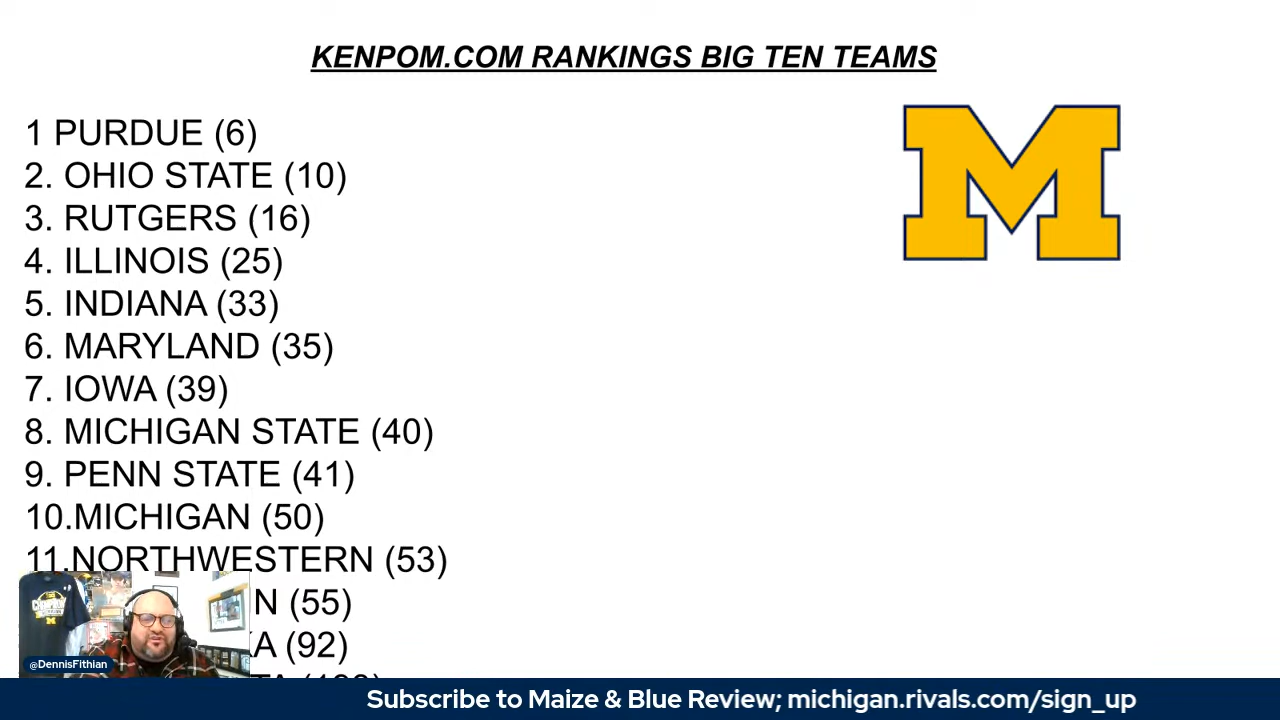 KENPOM.COM RANKINGS BIG TEN TEAMS
1 PURDUE (6)
2. OHIO STATE (10)
3. RUTGERS (16)
4. ILLINOIS (25)
5. INDIANA (33)
6. MARYLAND (35)
7. IOWA (39)
8. MICHIGAN STATE (40)
9. PENN STATE (41)
10.MICHIGAN (50)
11.NORTHWESTERN (53)
N (55)
KA (92)
M
@DennisFithian
Subscribe to Maize & Blue Review; michigan.rivals.com/sign_up